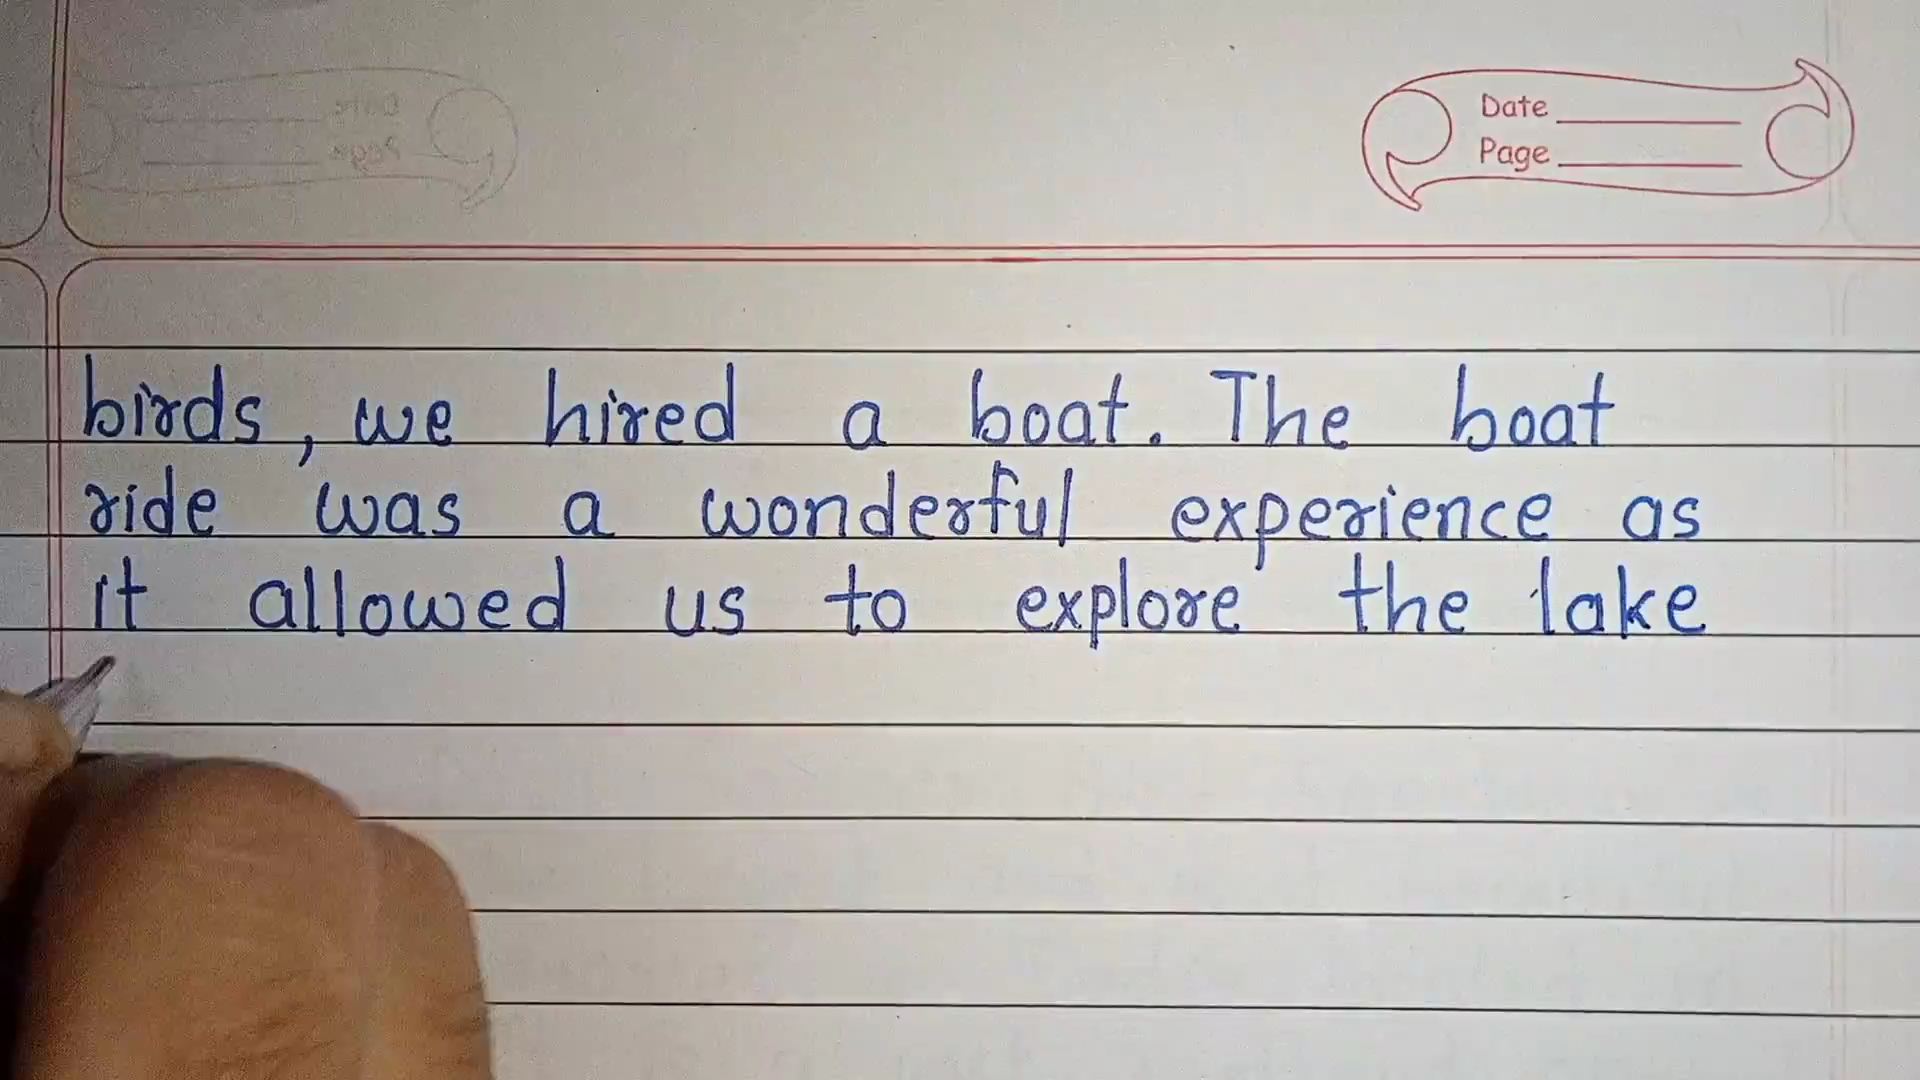 Date
Page
birds, we hired a boat. The boat
ride was a wonderful experience as
it allowed us to explore the lake